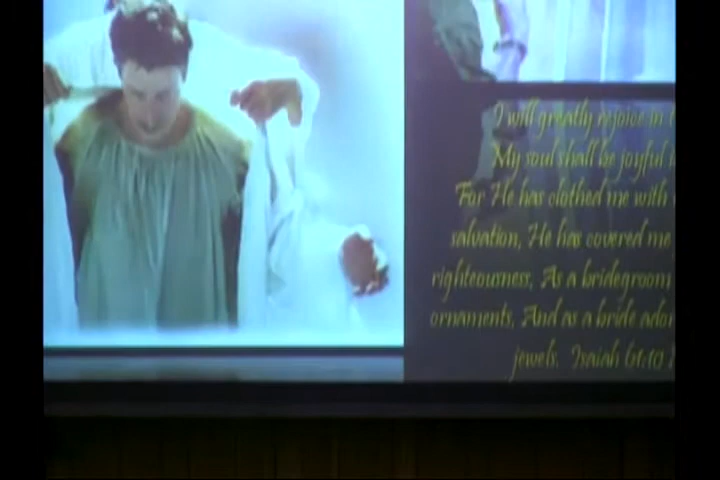 I will greatly rejoice in
My soul shall be joyful
For He has clothed me with
salvation, He has covered me
righteousness, As a bridegroom
ornaments, And as a bride
jewels. Isaiah 61:10